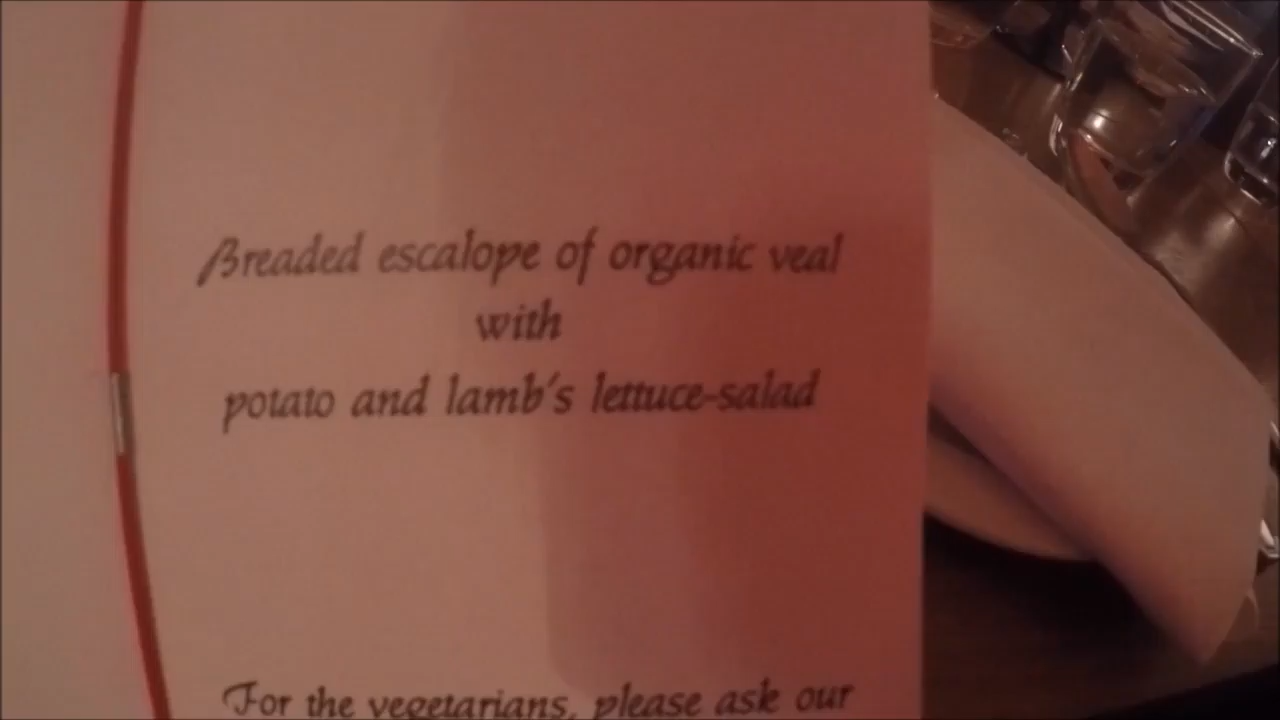 Breaded escalope of organic veal
with
potato and lamb's lettuce-salad
For the vegetarians, please ask our